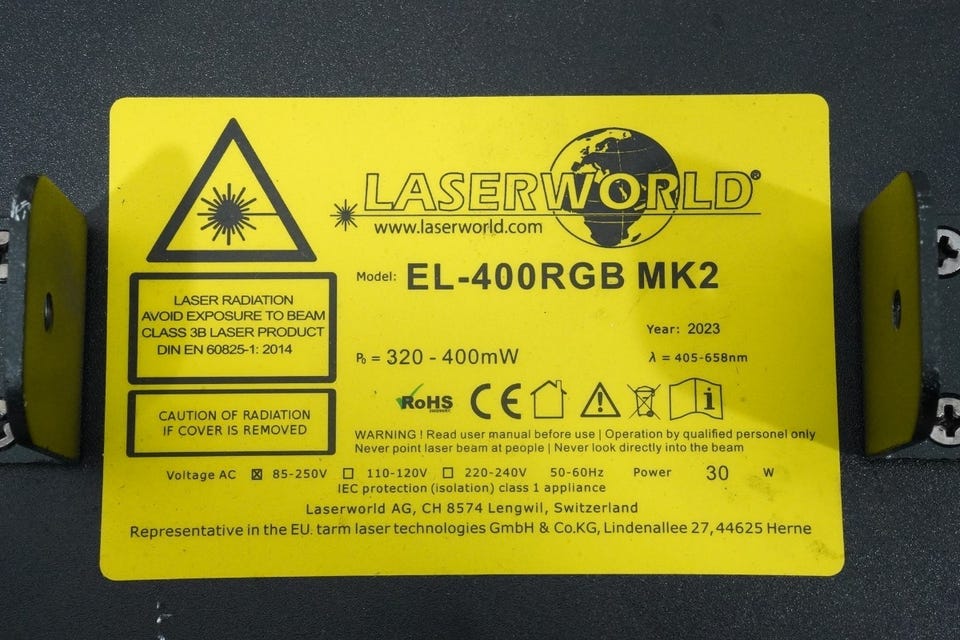 LASERWORLD®
www.laserworld.com
Model: EL-400RGB MK2
LASER RADIATION
AVOID EXPOSURE TO BEAM
CLASS 3B LASER PRODUCT
DIN EN 60825-1: 2014
Year: 2023
P₀ = 320 - 400mW
λ = 405-658nm
CAUTION OF RADIATION
IF COVER IS REMOVED
RoHS
CE
i
WARNING ! Read user manual before use | Operation by qualified personel only
Never point laser beam at people | Never look directly into the beam
Voltage AC ☒ 85-250V ☐ 110-120V ☐ 220-240V 50-60Hz Power 30 W
IEC protection (isolation) class 1 appliance
Laserworld AG, CH 8574 Lengwil, Switzerland
Representative in the EU. tarm laser technologies GmbH & Co.KG, Lindenallee 27, 44625 Herne